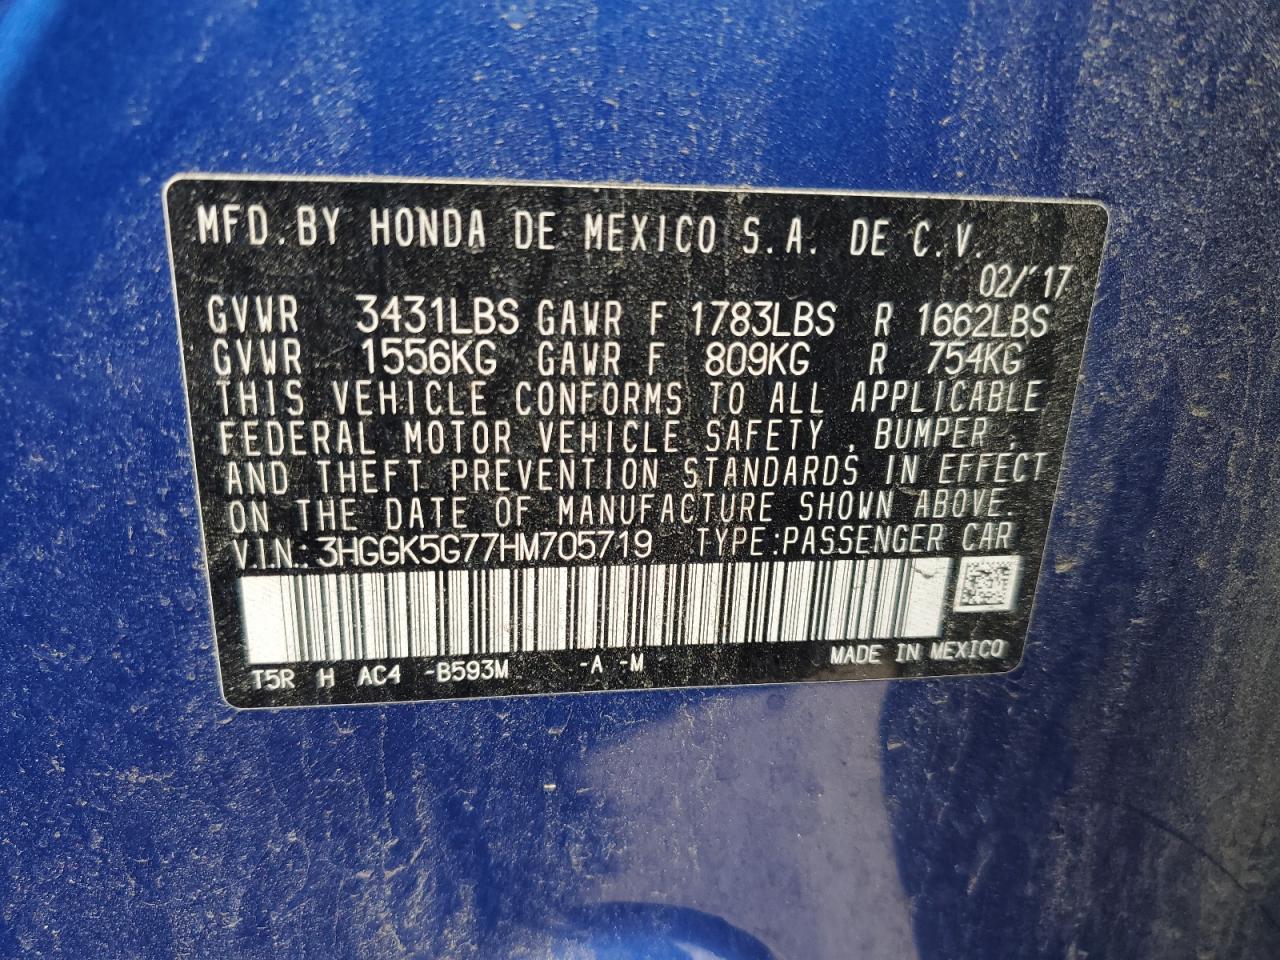 MFD. BY HONDA DE MEXICO S.A. DE C.V.
02/'17
GVWR 3431LBS GAWR F 1783LBS R 1662LBS
GVWR 1556KG GAWR F 809KG R 754KG
THIS VEHICLE CONFORMS TO ALL APPLICABLE
FEDERAL MOTOR VEHICLE SAFETY, BUMPER,
AND THEFT PREVENTION STANDARDS IN EFFECT
ON THE DATE OF MANUFACTURE SHOWN ABOVE.
V.I.N.: 3HGGK5G77HM705719 TYPE:PASSENGER CAR
T5R H AC4 -B593M -A -M MADE IN MEXICO